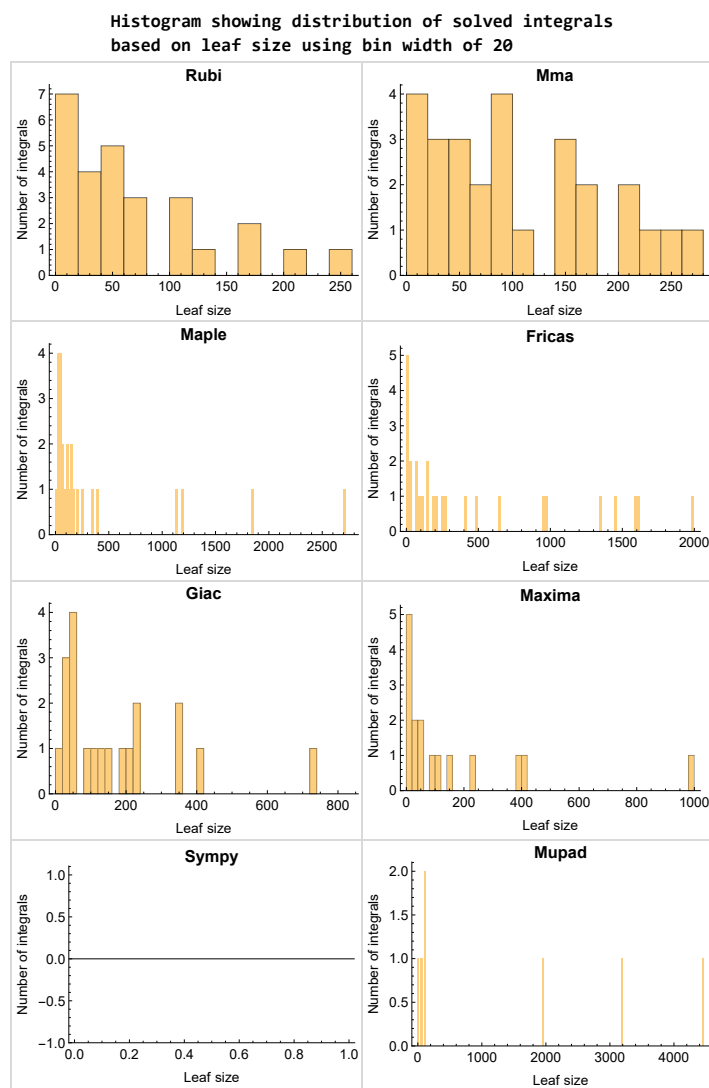 Histogram showing distribution of solved integrals
based on leaf size using bin width of 20
Rubi
Number of integrals
7
6
5
4
3
2
1
0
0 50 100 150 200 250
Leaf size
Mma
Number of integrals
4
3
2
1
0
0 50 100 150 200 250
Leaf size
Maple
Number of integrals
4
3
2
1
0
0 500 1000 1500 2000 2500
Leaf size
Fricas
Number of integrals
5
4
3
2
1
0
0 500 1000 1500 2000
Leaf size
Giac
Number of integrals
4
3
2
1
0
0 200 400 600 800
Leaf size
Maxima
Number of integrals
5
4
3
2
1
0
0 200 400 600 800 1000
Leaf size
Sympy
Number of integrals
1.0
0.5
0.0
−0.5
−1.0
0.0 0.2 0.4 0.6 0.8 1.0
Leaf size
Mupad
Number of integrals
2.0
1.5
1.0
0.5
0.0
0 1000 2000 3000 4000
Leaf size